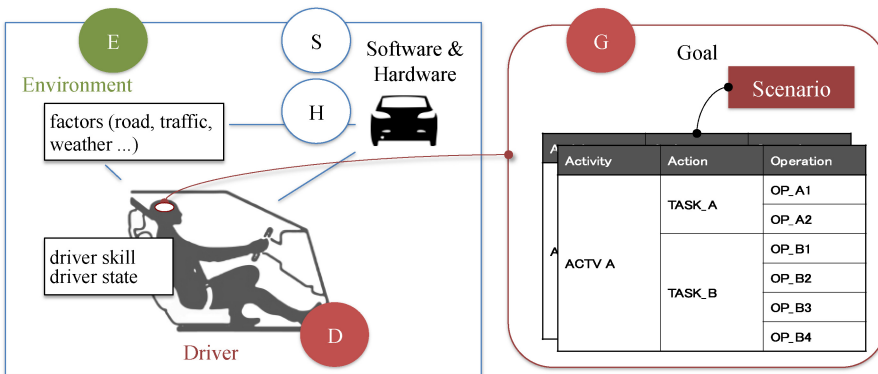 E
Environment
factors (road, traffic,
weather ...)
S
H
Software &
Hardware
driver skill
driver state
D
Driver
G
Goal
Scenario
A
A
Activity Action Operation
ACTV A
TASK_A
OP_A1
OP_A2
TASK_B
OP_B1
OP_B2
OP_B3
OP_B4